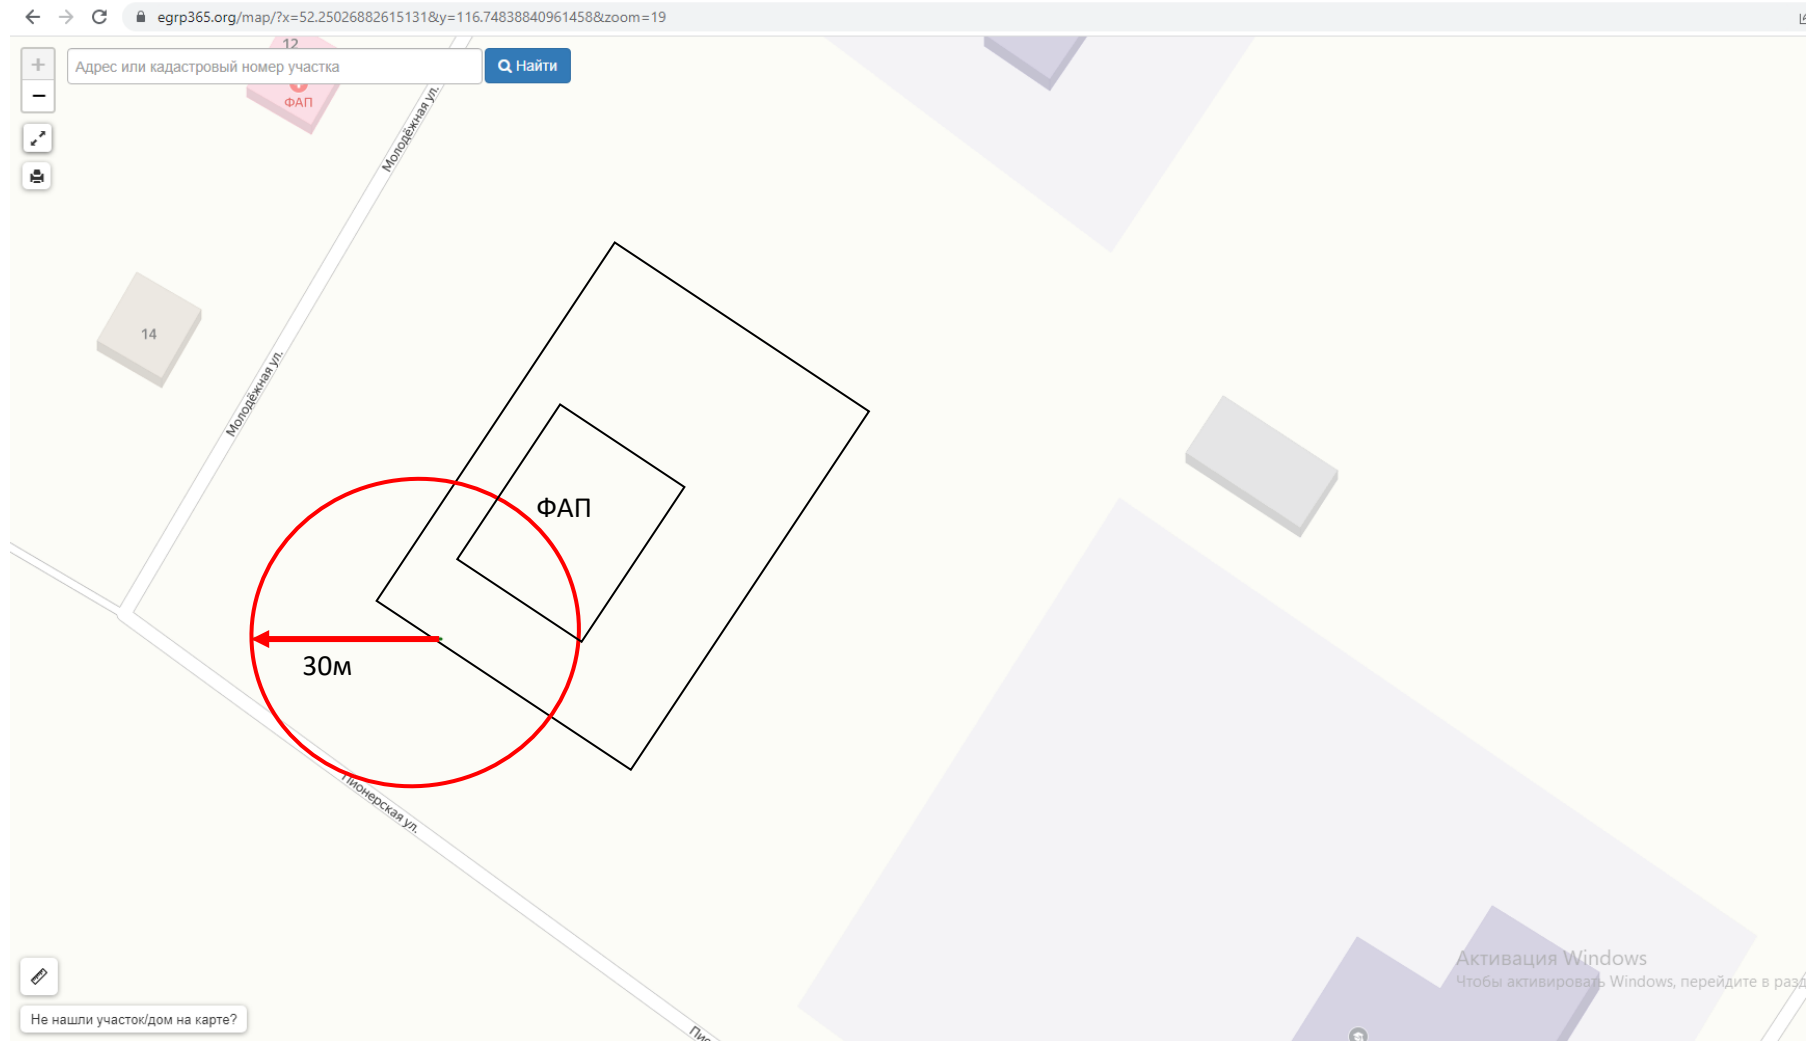 egrp365.org/map/?x=52.25026882615131&y=116.74838840961458&zoom=19
12
Адрес или кадастровый номер участка
Найти
ФАП
Молодёжная ул.
14
Молодёжная ул.
ФАП
30м
Пионерская ул.
Активация Windows
Чтобы активировать Windows, перейдите в разд
Не нашли участок/дом на карте?
Пио